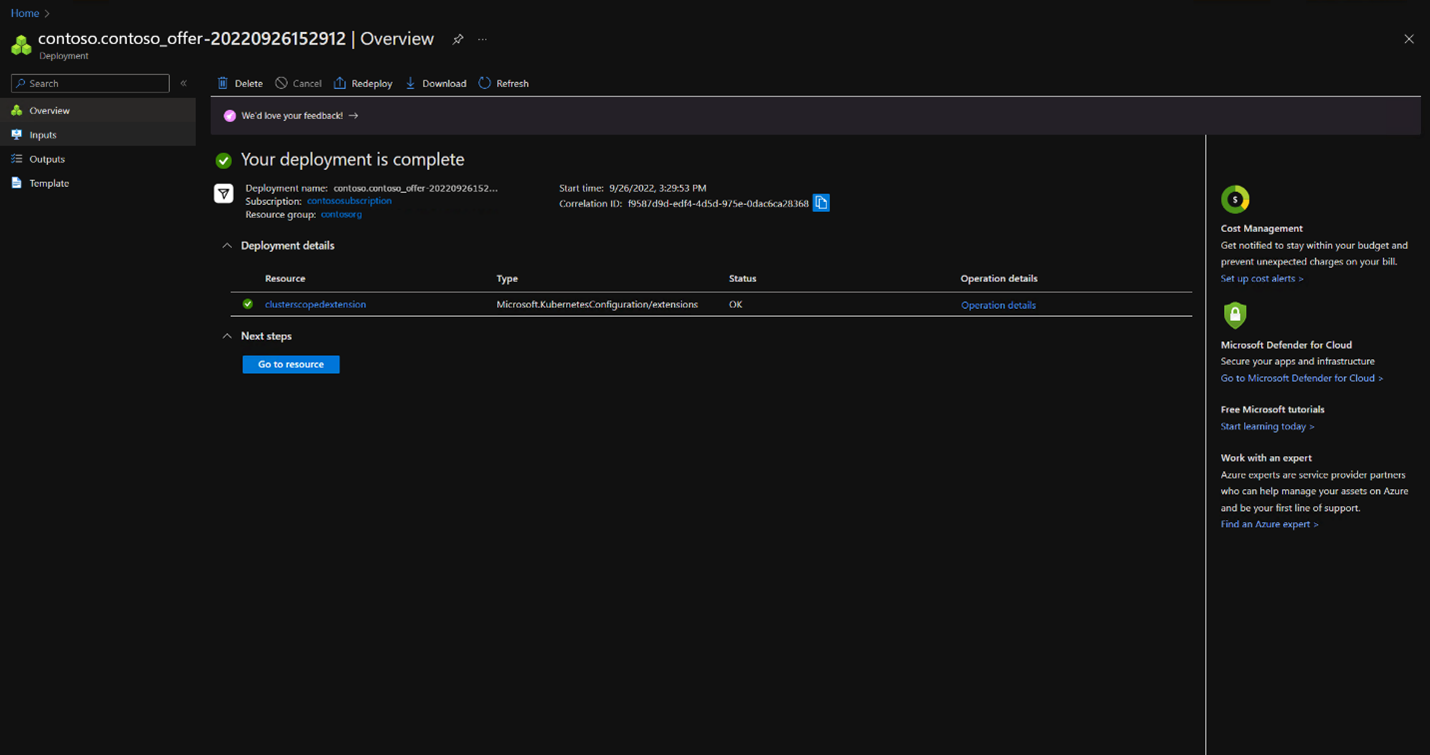 Home >
contoso.contoso_offer-20220926152912 | Overview ...
Deployment
Search «
Delete Cancel Redeploy Download Refresh
Overview
Inputs
Outputs
Template
We'd love your feedback! →
Your deployment is complete
Deployment name: contoso.contoso_offer-20220926152...
Subscription: contososubscription
Resource group: contosorg
Start time: 9/26/2022, 3:29:53 PM
Correlation ID: f9587d9d-edf4-4d5d-975e-0dac6ca28368
Deployment details
Resource Type Status Operation details
clusterscopedextension Microsoft.KubernetesConfiguration/extensions OK Operation details
Next steps
Go to resource
$
Cost Management
Get notified to stay within your budget and
prevent unexpected charges on your bill.
Set up cost alerts >
Microsoft Defender for Cloud
Secure your apps and infrastructure
Go to Microsoft Defender for Cloud >
Free Microsoft tutorials
Start learning today >
Work with an expert
Azure experts are service provider partners
who can help manage your assets on Azure
and be your first line of support.
Find an Azure expert >